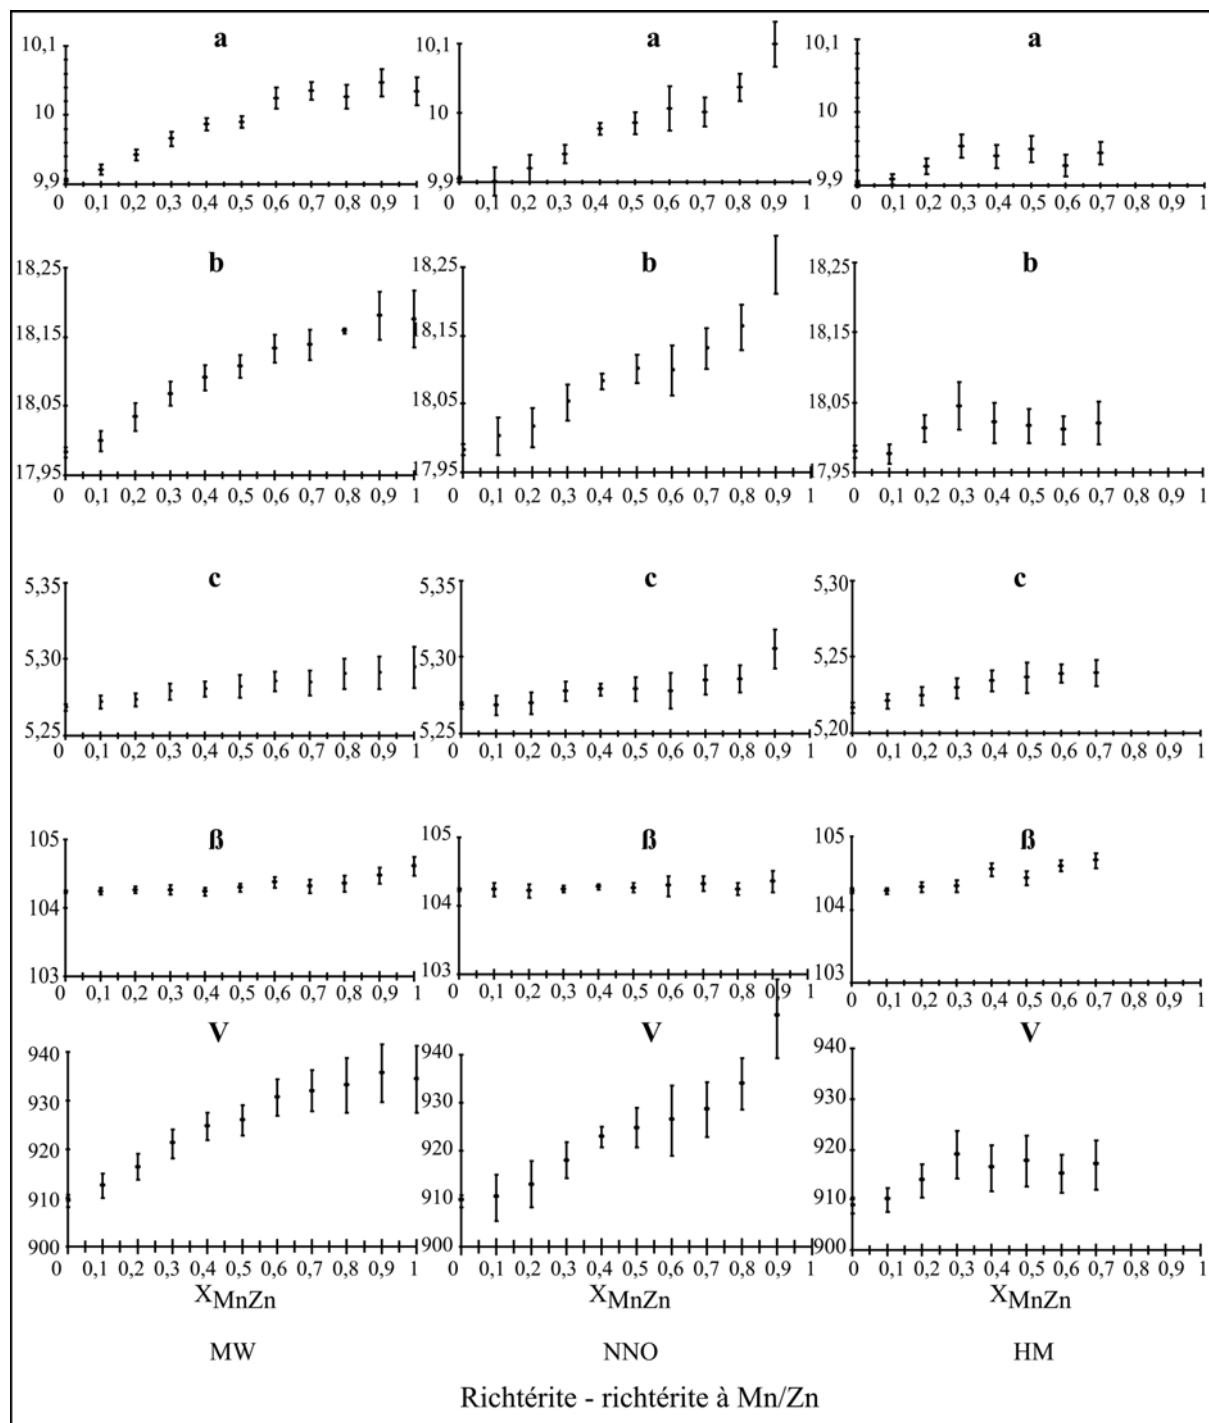 a a a
10,1 10,1 10,1
10 10 10
9,9 9,9 9,9
0 0,1 0,2 0,3 0,4 0,5 0,6 0,7 0,8 0,9 1 0 0,1 0,2 0,3 0,4 0,5 0,6 0,7 0,8 0,9 1 0 0,1 0,2 0,3 0,4 0,5 0,6 0,7 0,8 0,9 1
b b b
18,25 18,25 18,25
18,15 18,15 18,15
18,05 18,05 18,05
17,95 17,95 17,95
0 0,1 0,2 0,3 0,4 0,5 0,6 0,7 0,8 0,9 1 0 0,1 0,2 0,3 0,4 0,5 0,6 0,7 0,8 0,9 1 0 0,1 0,2 0,3 0,4 0,5 0,6 0,7 0,8 0,9 1
c c c
5,35 5,35 5,30
5,30 5,30 5,25
5,25 5,25 5,20
0 0,1 0,2 0,3 0,4 0,5 0,6 0,7 0,8 0,9 1 0 0,1 0,2 0,3 0,4 0,5 0,6 0,7 0,8 0,9 1 0 0,1 0,2 0,3 0,4 0,5 0,6 0,7 0,8 0,9 1
ß ß ß
105 105 105
104 104 104
103 103 103
0 0,1 0,2 0,3 0,4 0,5 0,6 0,7 0,8 0,9 1 0 0,1 0,2 0,3 0,4 0,5 0,6 0,7 0,8 0,9 1 0 0,1 0,2 0,3 0,4 0,5 0,6 0,7 0,8 0,9 1
V V V
940 940 940
930 930 930
920 920 920
910 910 910
900 900 900
0 0,1 0,2 0,3 0,4 0,5 0,6 0,7 0,8 0,9 1 0 0,1 0,2 0,3 0,4 0,5 0,6 0,7 0,8 0,9 1 0 0,1 0,2 0,3 0,4 0,5 0,6 0,7 0,8 0,9 1
XMnZn XMnZn XMnZn
MW NNO HM
Richtérite - richtérite à Mn/Zn